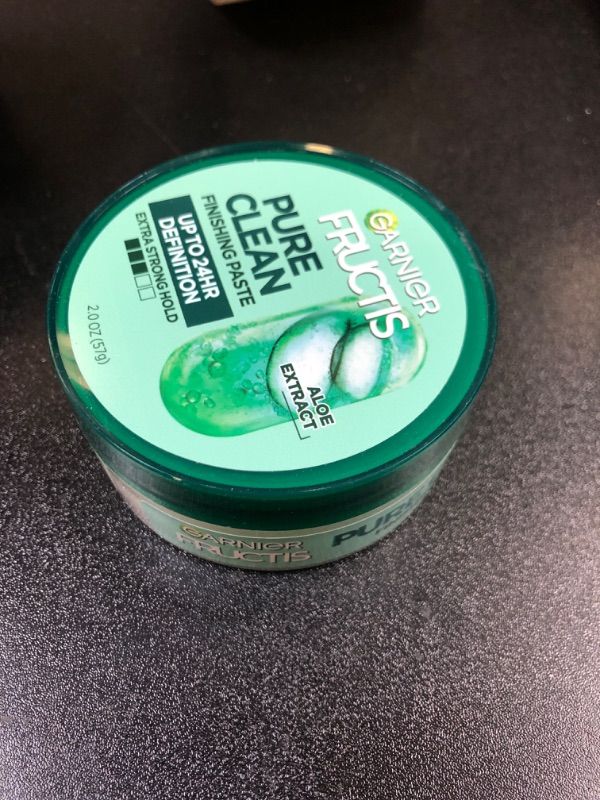 GARNIER
FRUCTIS
PURE
CLEAN
FINISHING PASTE
UP TO 24HR
DEFINITION
EXTRA STRONG HOLD
2.0 OZ (57g)
ALOE
EXTRACT
GARNIER
FRUCTIS